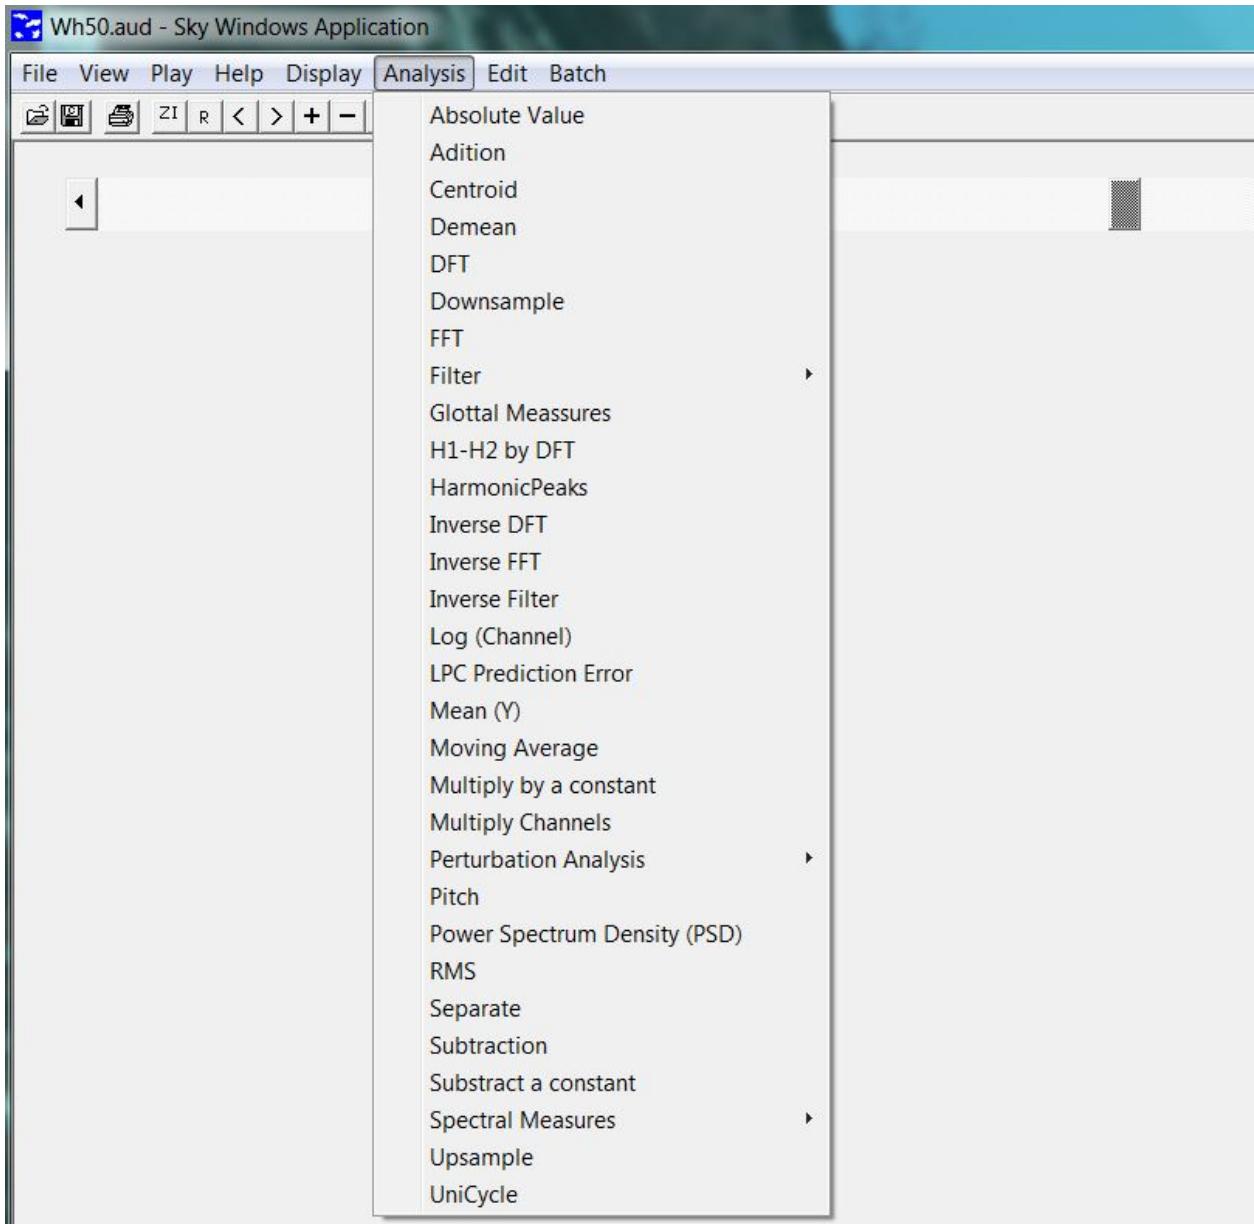 Wh50.aud - Sky Windows Application
File View Play Help Display Analysis Edit Batch
ZI R < > + −
Absolute Value
Adition
Centroid
Demean
DFT
Downsample
FFT
Filter
Glottal Meassures
H1-H2 by DFT
HarmonicPeaks
Inverse DFT
Inverse FFT
Inverse Filter
Log (Channel)
LPC Prediction Error
Mean (Y)
Moving Average
Multiply by a constant
Multiply Channels
Perturbation Analysis
Pitch
Power Spectrum Density (PSD)
RMS
Separate
Subtraction
Substract a constant
Spectral Measures
Upsample
UniCycle